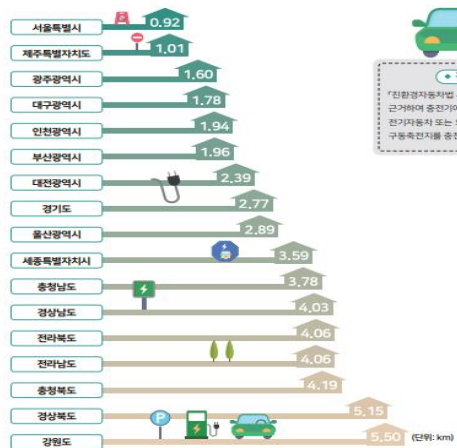 서울특별시 0.92
제주특별자치도 1.01
광주광역시 1.60
대구광역시 1.78
인천광역시 1.94
부산광역시 1.96
대전광역시 2.39
경기도 2.77
울산광역시 2.89
세종특별자치시 3.59
충청남도 3.78
경상남도 4.03
전라북도 4.06
전라남도 4.06
충청북도 4.19
경상북도 5.15
P
강원도 5.50 (단위: km)
「친환경자동차법
근거하여 충전기에
전기자동차 또는
구동축전지를 충전